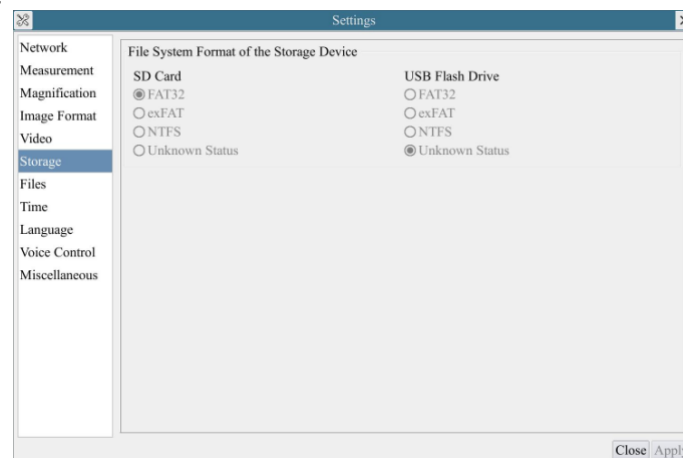 Settings
Network
Measurement
Magnification
Image Format
Video
Storage
Files
Time
Language
Voice Control
Miscellaneous
File System Format of the Storage Device
SD Card
FAT32
exFAT
NTFS
Unknown Status
USB Flash Drive
FAT32
exFAT
NTFS
Unknown Status
Close Apply